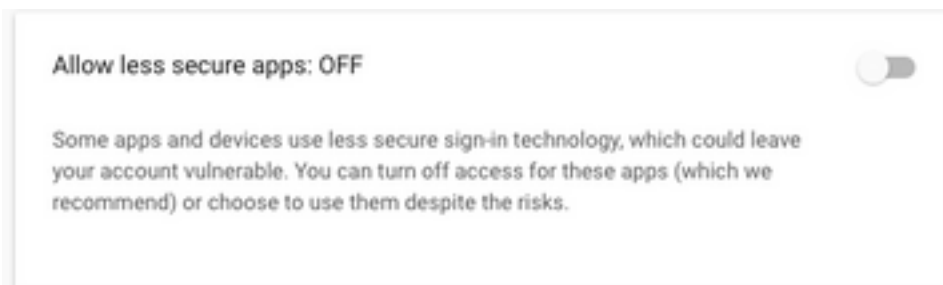 Allow less secure apps: OFF
Some apps and devices use less secure sign-in technology, which could leave
your account vulnerable. You can turn off access for these apps (which we
recommend) or choose to use them despite the risks.